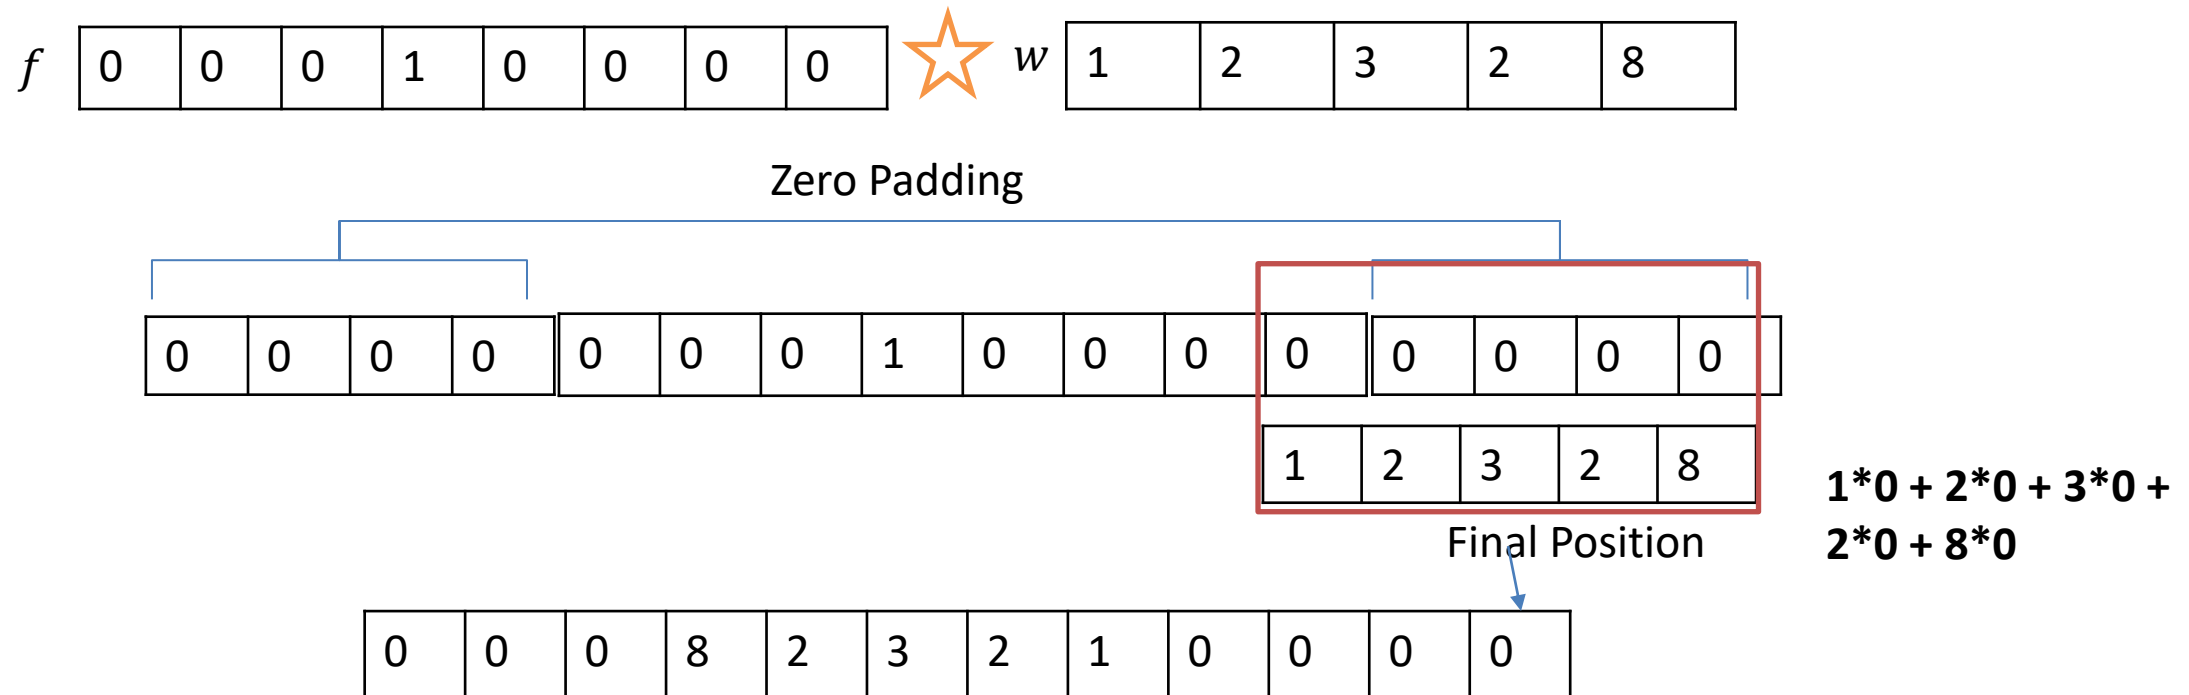 f 0 0 0 1 0 0 0 0 w 1 2 3 2 8
Zero Padding
0 0 0 0 0 0 0 1 0 0 0 0 0 0 0 0
1 2 3 2 8
1*0 + 2*0 + 3*0 +
2*0 + 8*0
Final Position
0 0 0 8 2 3 2 1 0 0 0 0